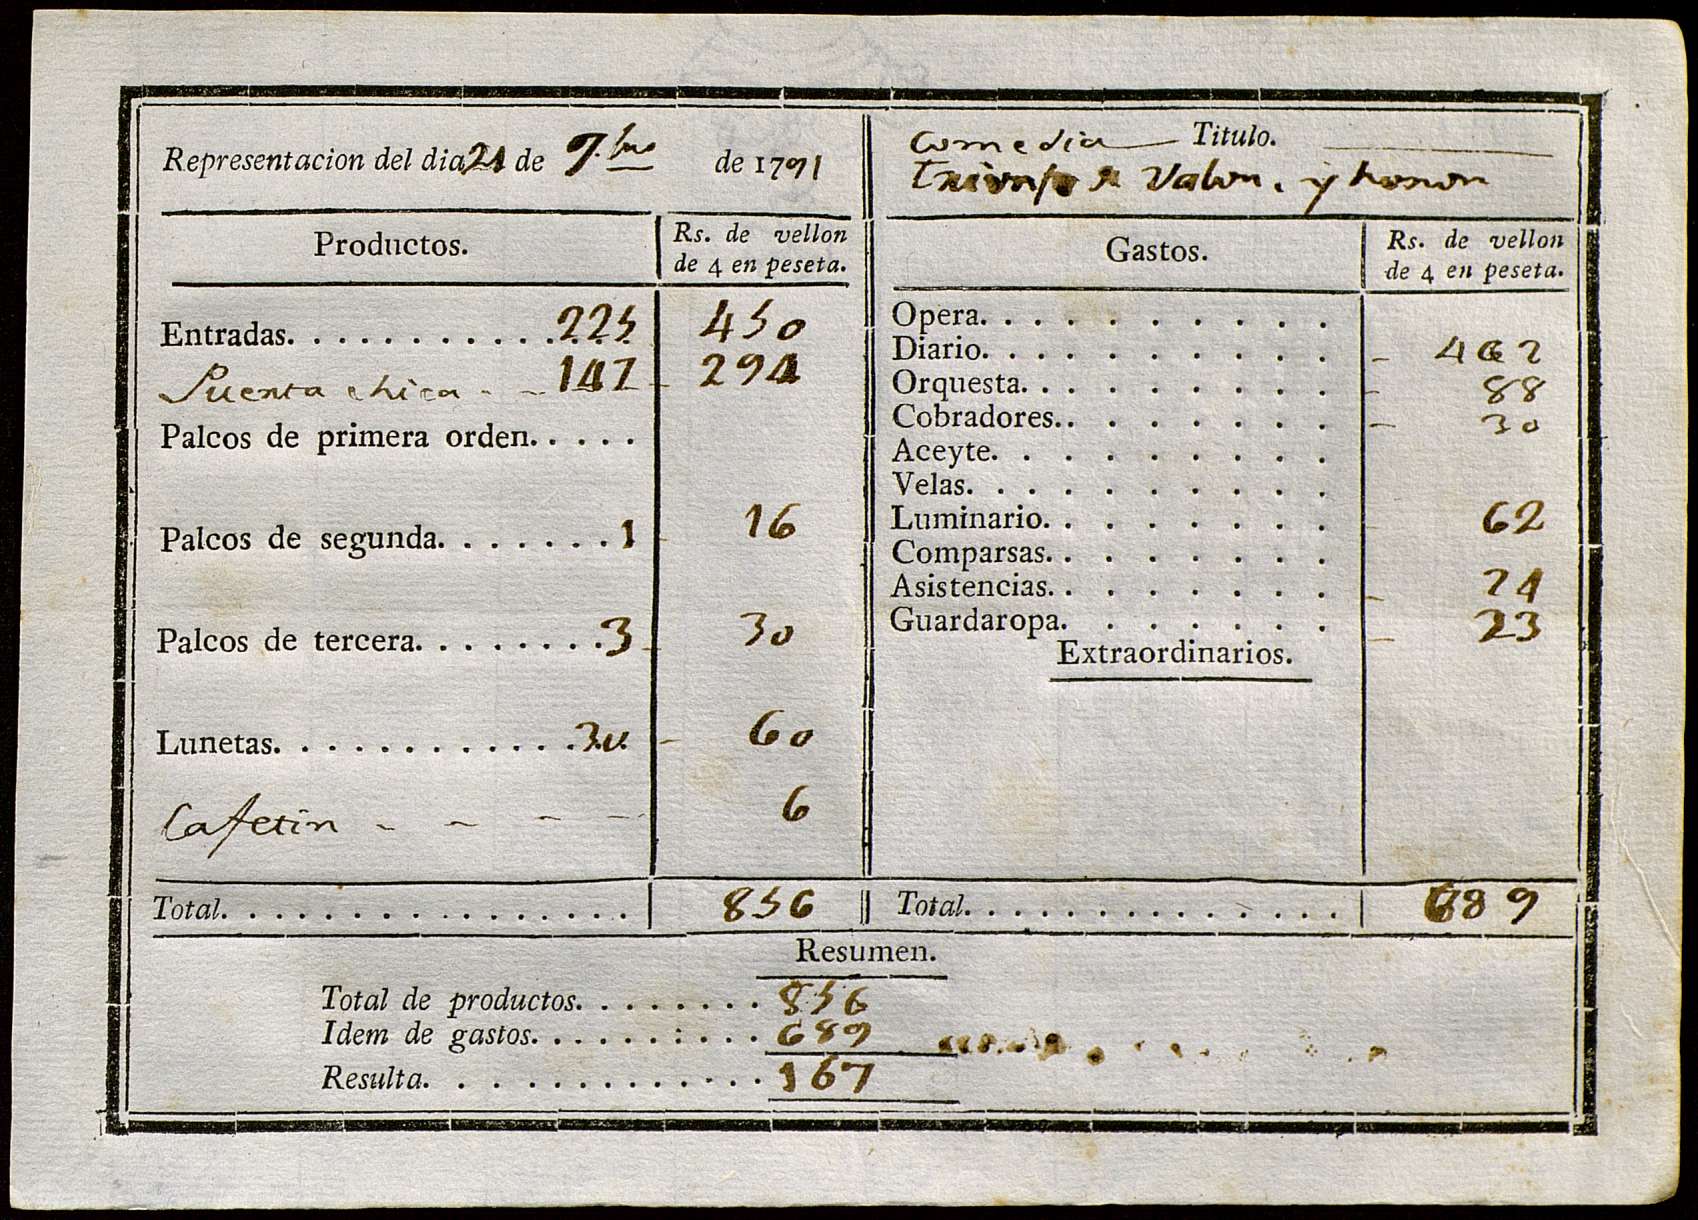 Representacion del dia 21 de 9.bre de 1791
Comedia Titulo.
Triunfo de Valor. y honor
Productos. Rs. de vellon de 4 en peseta.
Entradas. . . . . . . . . . . . 225 450
Puerta chica - - 147 - 294
Palcos de primera orden. . . . .
Palcos de segunda. . . . . . . 1 - 16
Palcos de tercera. . . . . . . . 3 - 30
Lunetas. . . . . . . . . . . . . 30 - 60
Cafetin - - - - 6
Total. . . . . . . . . . . . . . . . 856
Gastos. Rs. de vellon de 4 en peseta.
Opera. . . . . . . . . .
Diario. . . . . . . . . . - 462
Orquesta. . . . . . . . . - 88
Cobradores. . . . . . . . - 30
Aceyte. . . . . . . . . .
Velas. . . . . . . . . .
Luminario. . . . . . . . - 62
Comparsas. . . . . . . .
Asistencias. . . . . . . . - 24
Guardaropa. . . . . . . - 23
Extraordinarios.
Total. . . . . . . . . . . . . . 689
Resumen.
Total de productos. . . . . . . . 856
Idem de gastos. . . . . . : . . . 689
Resulta. . . . . . . . . . . . . 167